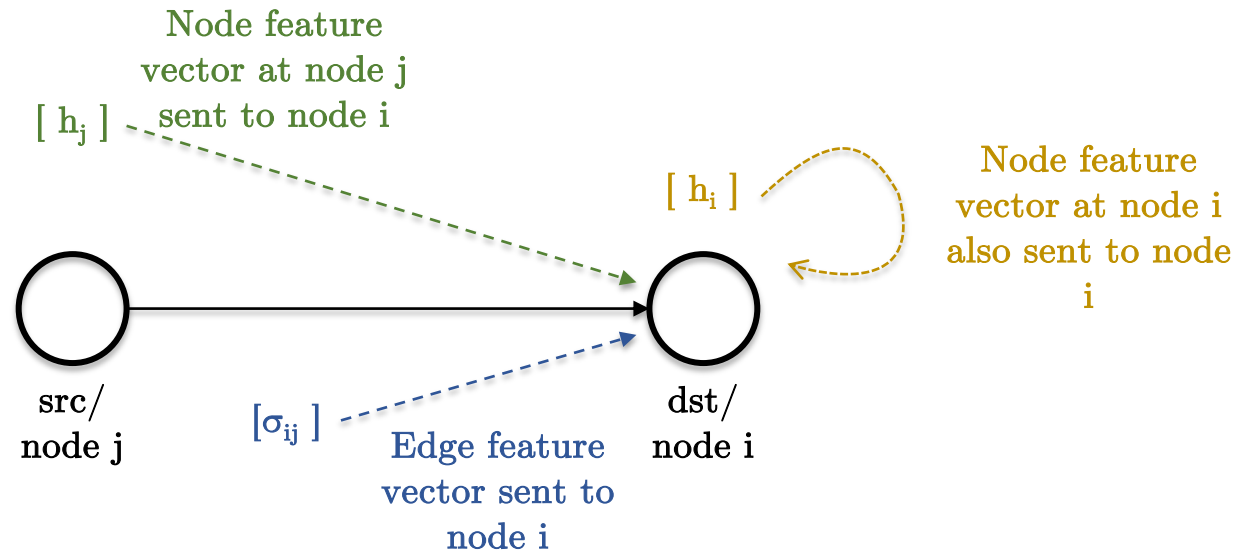 Node feature
vector at node j
sent to node i
[ hj ]
[ hi ]
Node feature
vector at node i
also sent to node
i
src/
node j
[σij ]
Edge feature
vector sent to
node i
dst/
node i